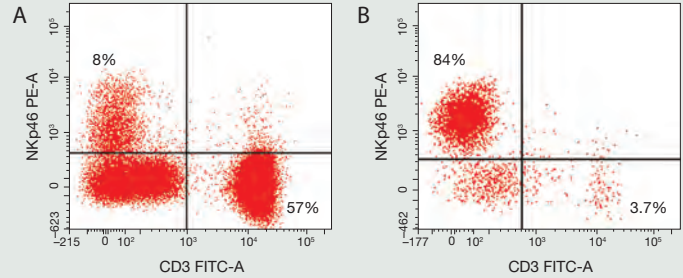 A
NKp46 PE-A
10⁵
10⁴
10³
0
−623
8%
57%
−215 0 10² 10³ 10⁴ 10⁵
CD3 FITC-A
B
NKp46 PE-A
10⁵
10⁴
10³
0
−462
84%
3.7%
−177 0 10² 10³ 10⁴ 10⁵
CD3 FITC-A